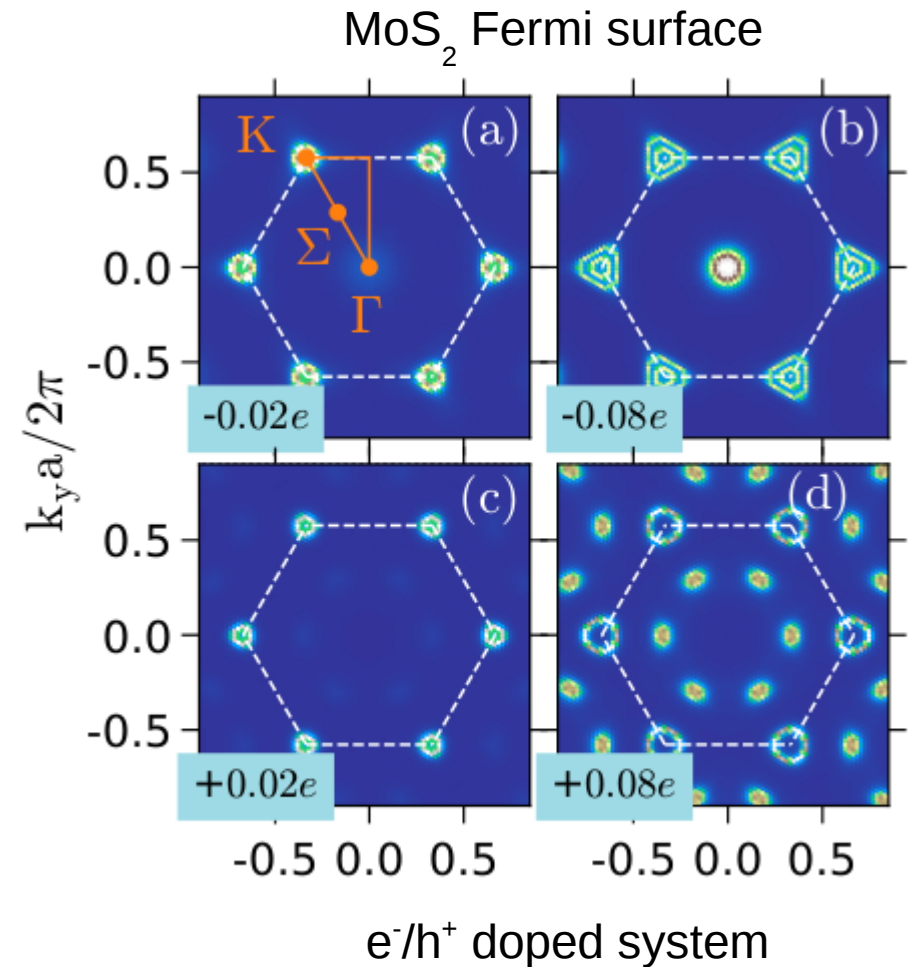 MoS₂ Fermi surface
K (a) (b)
0.5
Σ
0.0
Γ
-0.5
-0.02e -0.08e
k_y a/2π
(c) (d)
0.5
0.0
-0.5
+0.02e +0.08e
-0.5 0.0 0.5 -0.5 0.0 0.5
e⁻/h⁺ doped system